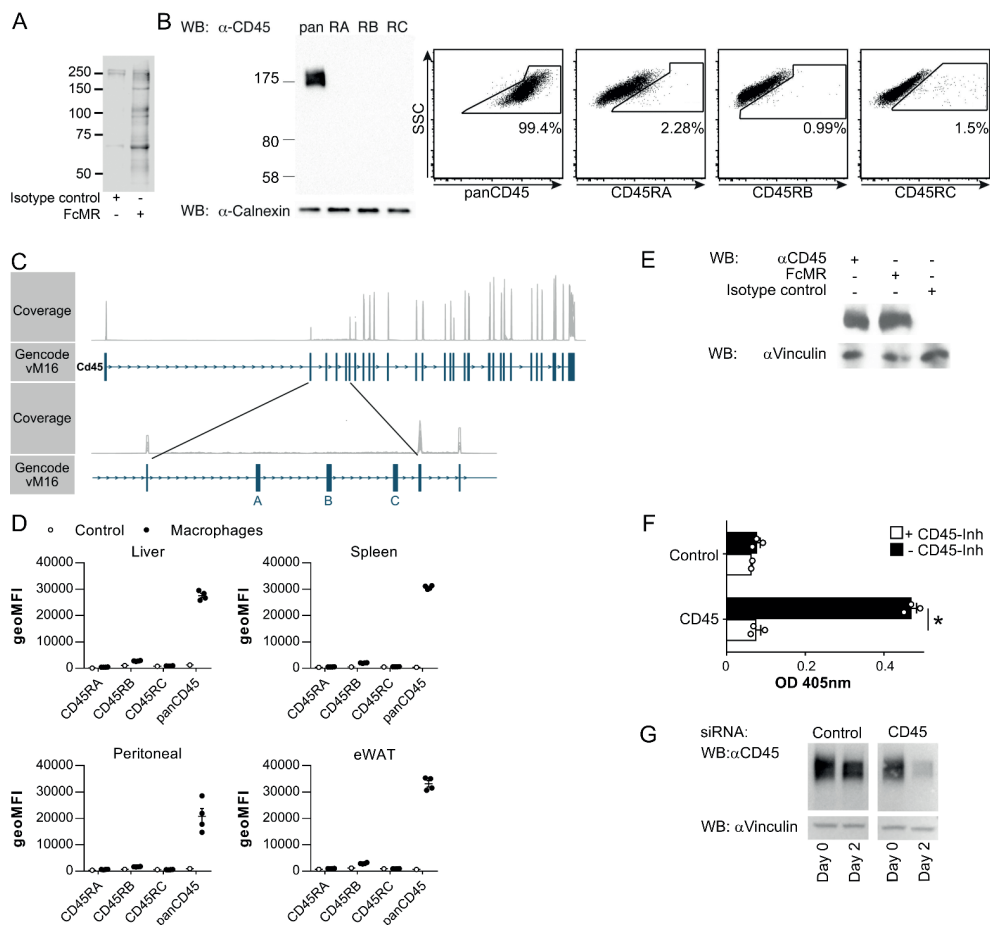 A
250
150
100
75
50
Isotype control + -
FcMR - +
B
WB: α-CD45 pan RA RB RC
175
80
58
WB: α-Calnexin
SSC
99.4%
2.28%
0.99%
1.5%
panCD45
CD45RA
CD45RB
CD45RC
C
Coverage
Gencode vM16
Cd45
Coverage
Gencode vM16
A B C
D
Control Macrophages
Liver
geoMFI
40000
30000
20000
10000
0
CD45RA
CD45RB
CD45RC
panCD45
Spleen
geoMFI
40000
30000
20000
10000
0
CD45RA
CD45RB
CD45RC
panCD45
Peritoneal
geoMFI
40000
30000
20000
10000
0
CD45RA
CD45RB
CD45RC
panCD45
eWAT
geoMFI
40000
30000
20000
10000
0
CD45RA
CD45RB
CD45RC
panCD45
E
WB: αCD45 + - -
FcMR - + -
Isotype control - - +
WB: αVinculin
F
+ CD45-Inh
- CD45-Inh
Control
CD45
*
0 0.2 0.4
OD 405nm
G
siRNA: Control CD45
WB:αCD45
WB: αVinculin
Day 0
Day 2
Day 0
Day 2